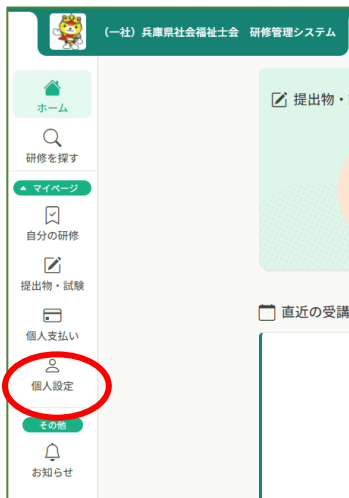 (一社)兵庫県社会福祉士会 研修管理システム
ホーム
提出物・
研修を探す
マイページ
自分の研修
提出物・試験
直近の受講
個人支払い
個人設定
その他
お知らせ